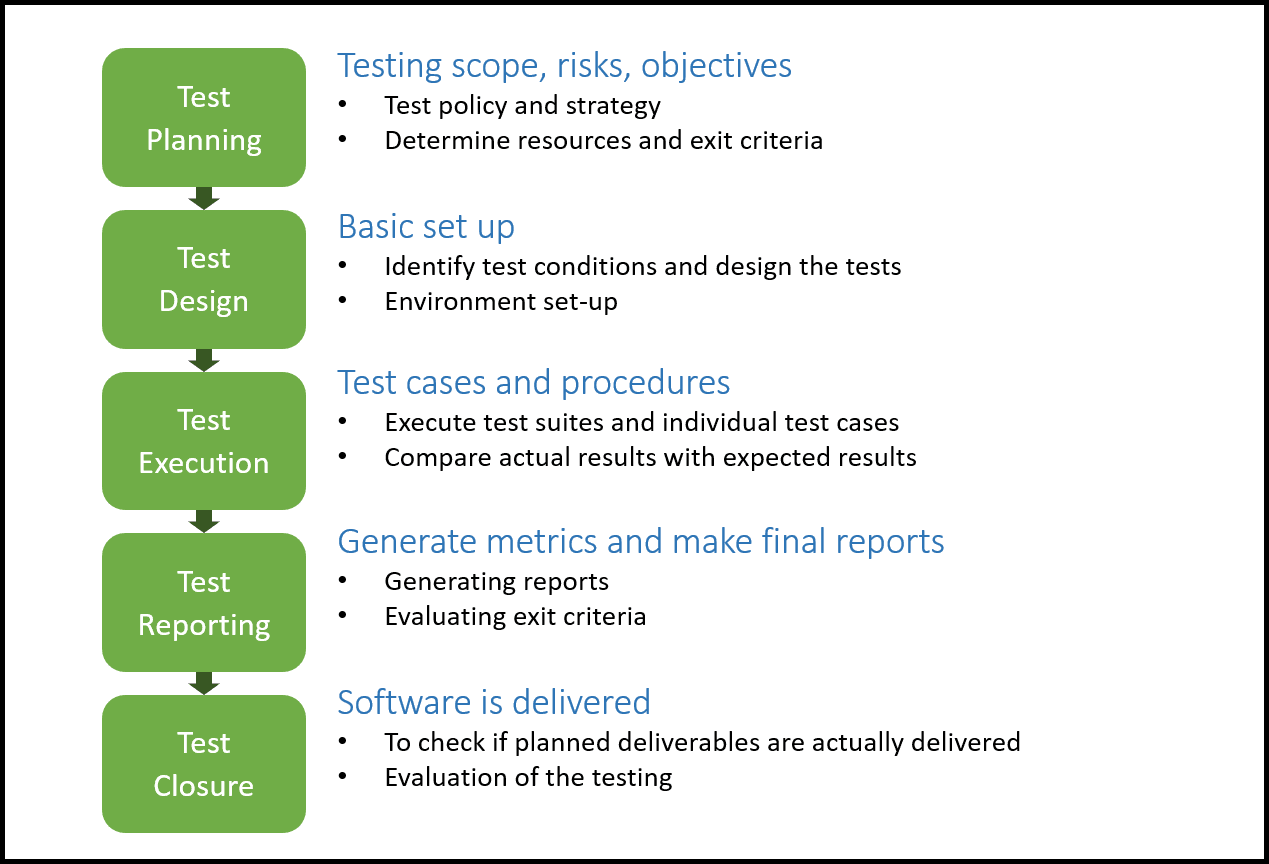 Test
Planning
Testing scope, risks, objectives
• Test policy and strategy
• Determine resources and exit criteria
Test
Design
Basic set up
• Identify test conditions and design the tests
• Environment set-up
Test
Execution
Test cases and procedures
• Execute test suites and individual test cases
• Compare actual results with expected results
Test
Reporting
Generate metrics and make final reports
• Generating reports
• Evaluating exit criteria
Test
Closure
Software is delivered
• To check if planned deliverables are actually delivered
• Evaluation of the testing